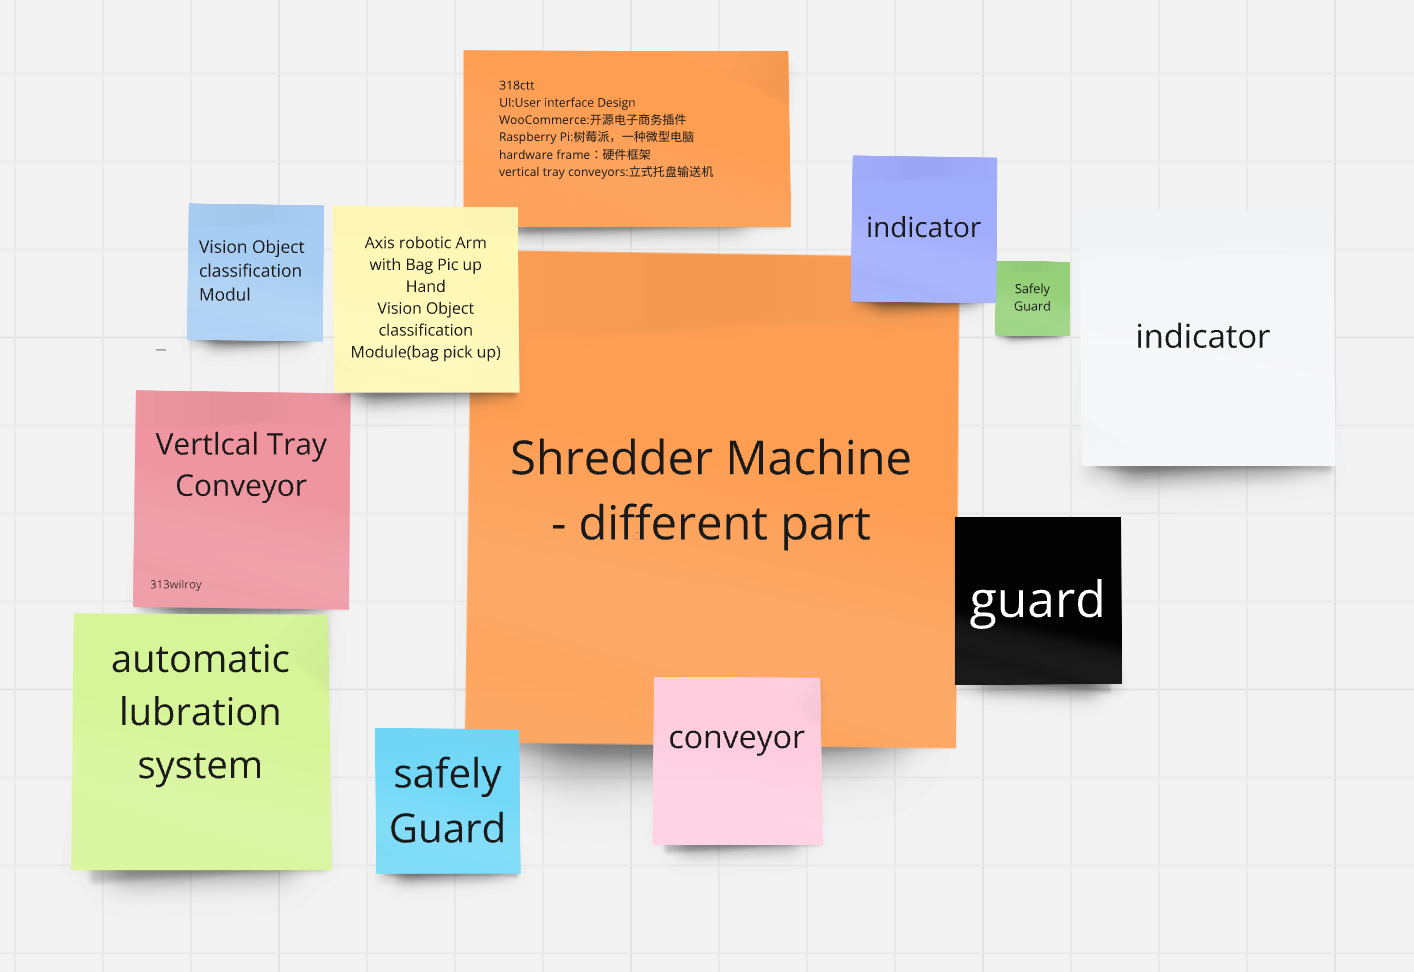 318ctt
UI:User interface Design
WooCommerce:开源电子商务插件
Raspberry Pi:树莓派，一种微型电脑
hardware frame：硬件框架
vertical tray conveyors:立式托盘输送机
indicator
Vision Object
classification
Modul
Axis robotic Arm
with Bag Pic up
Hand
Vision Object
classification
Module(bag pick up)
Safely
Guard
indicator
Vertlcal Tray
Conveyor
313wilroy
Shredder Machine
- different part
guard
automatic
lubration
system
safely
Guard
conveyor